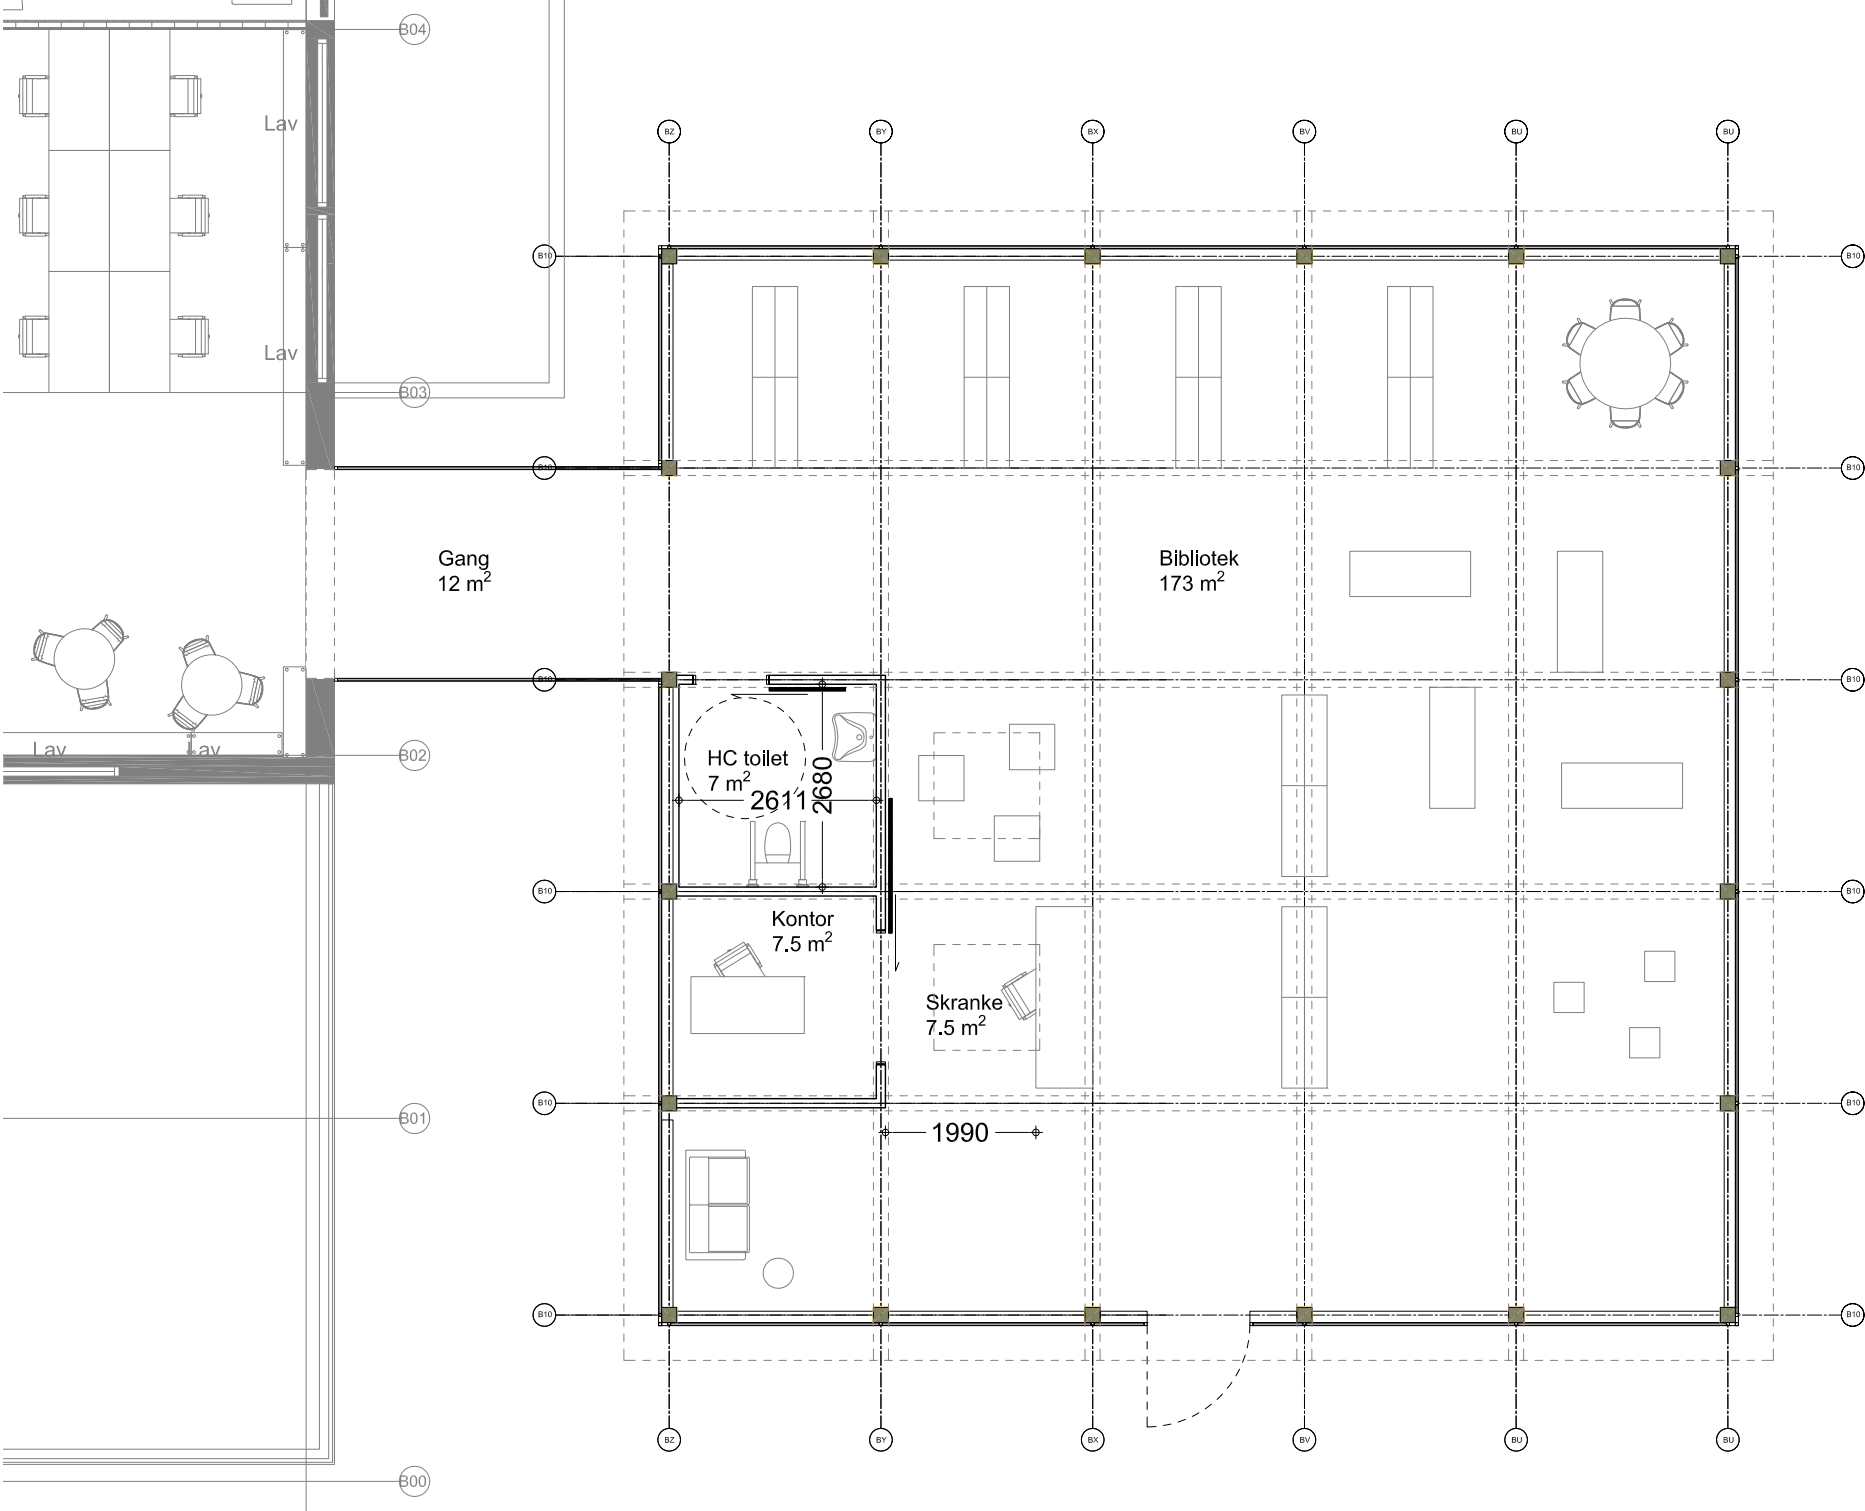 B04
Lav
BZ
BY
BX
BV
BU
BU
B10
B10
Lav
B03
B10
B10
Gang
12 m²
Bibliotek
173 m²
B10
B10
Lav
Lav
B02
HC toilet
7 m²
2611
2680
B10
B10
Kontor
7.5 m²
Skranke
7.5 m²
B10
B10
B01
1990
B10
B10
BZ
BY
BX
BV
BU
BU
B00